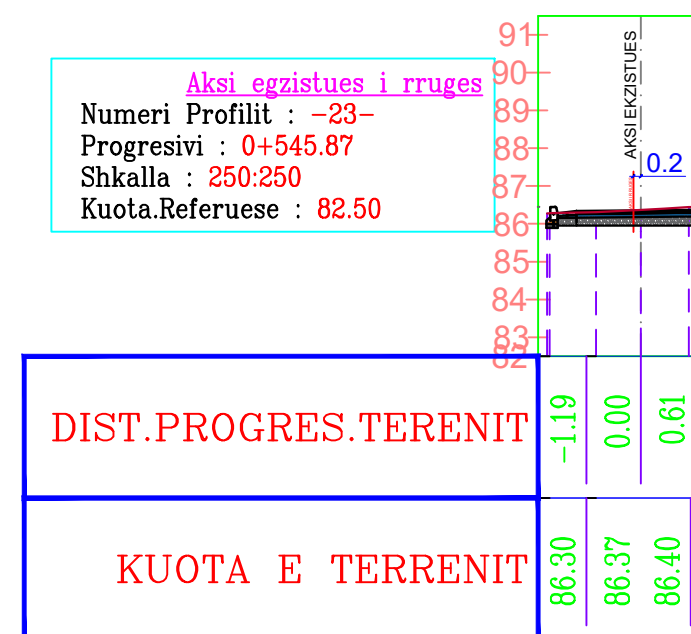 Aksi egzistues i rruges
Numeri Profilit : -23-
Progresivi : 0+545.87
Shkalla : 250:250
Kuota.Referuese : 82.50
91
90
89
88
87
86
85
84
83
82
AKSI EKZISTUES
0.2
DIST.PROGRES.TERENIT
-1.19
0.00
0.61
KUOTA E TERRENIT
86.30
86.37
86.40